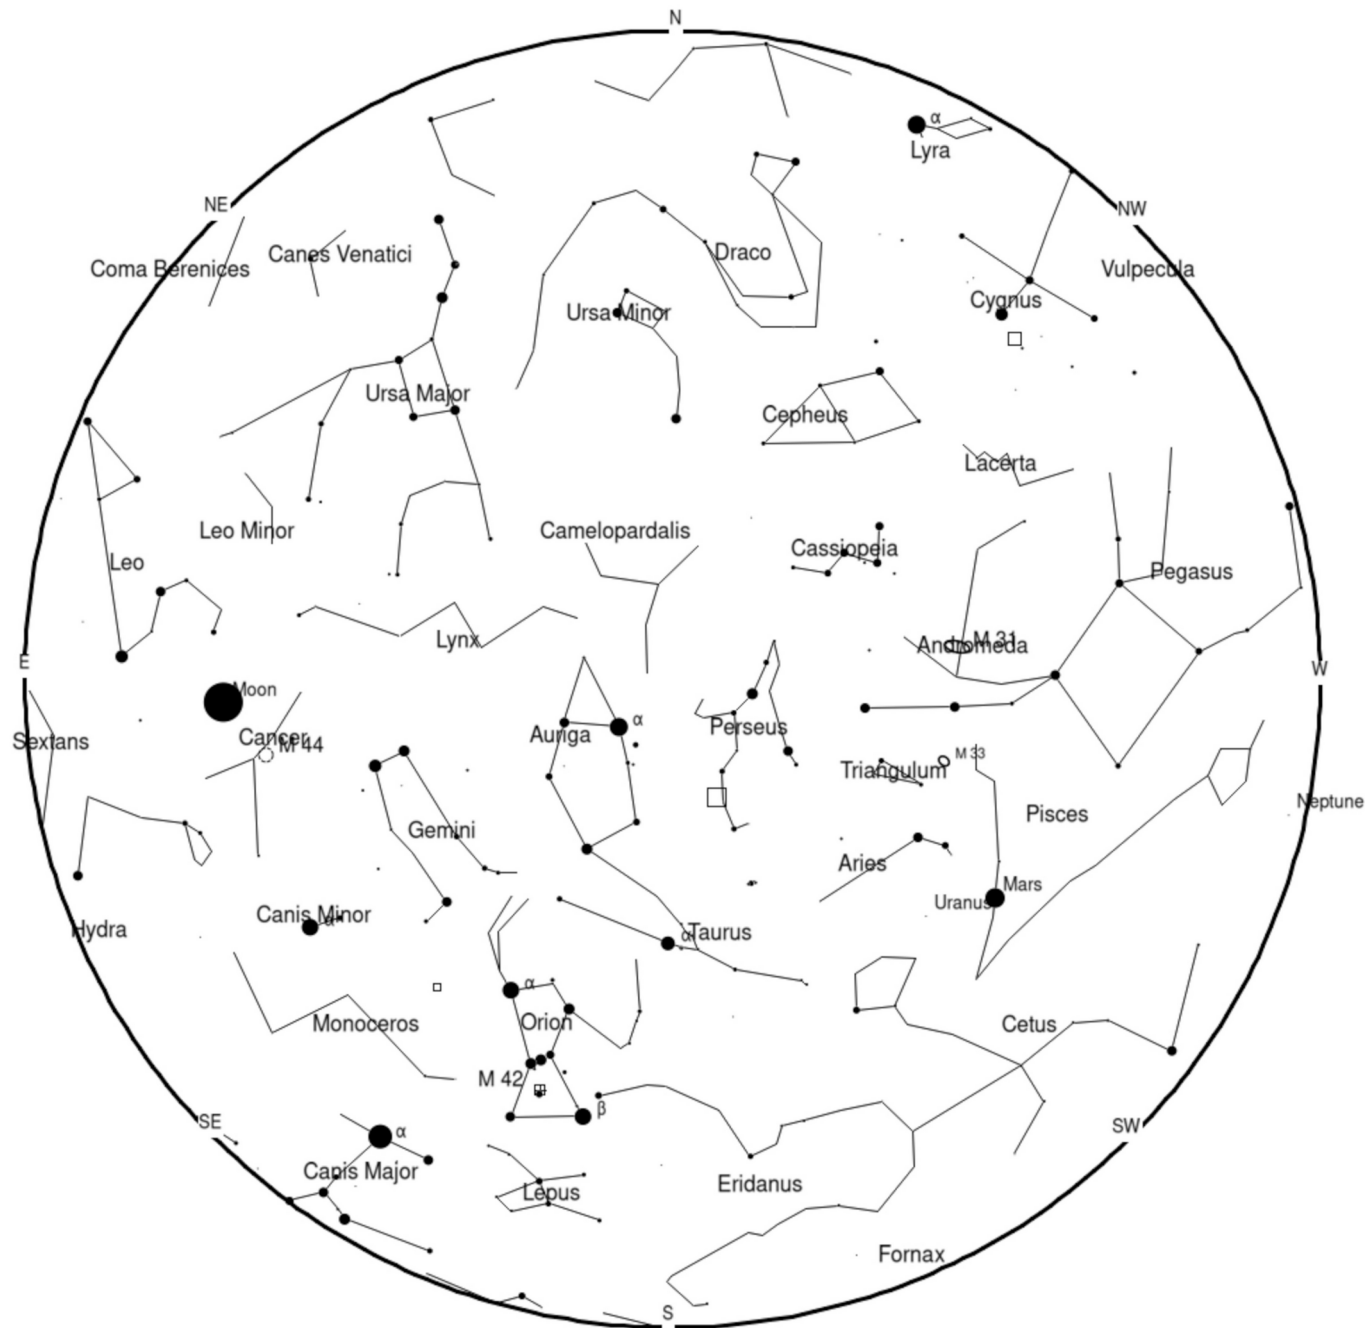 N
α
Lyra
NE
NW
Draco
Canes Venatici
Coma Berenices
Vulpecula
Cygnus
Ursa Minor
Ursa Major
Cepheus
Lacerta
Leo Minor
Camelopardalis
Cassiopeia
Leo
Pegasus
Lynx
M 31
Andromeda
E
W
Moon
α
Perseus
Auriga
Sextans
Cancer
M 44
M 33
Triangulum
Neptune
Pisces
Gemini
Aries
Mars
Uranus
Canis Minor
α
Hydra
α
Taurus
α
Orion
Monoceros
Cetus
M 42
β
SE
SW
α
Canis Major
Eridanus
Lepus
Fornax
S